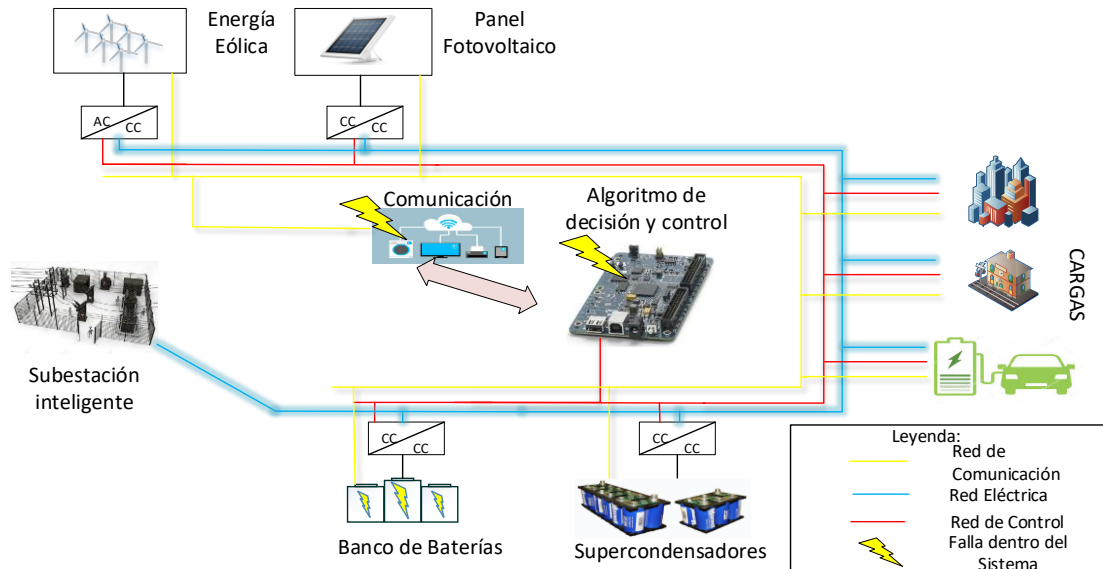 Energía
Eólica
Panel
Fotovoltaico
AC
CC
CC
CC
Comunicación
Algoritmo de
decisión y control
CARGAS
Subestación
inteligente
CC
CC
CC
CC
Banco de Baterías
Supercondensadores
Leyenda:
Red de
Comunicación
Red Eléctrica
Red de Control
Falla dentro del
Sistema